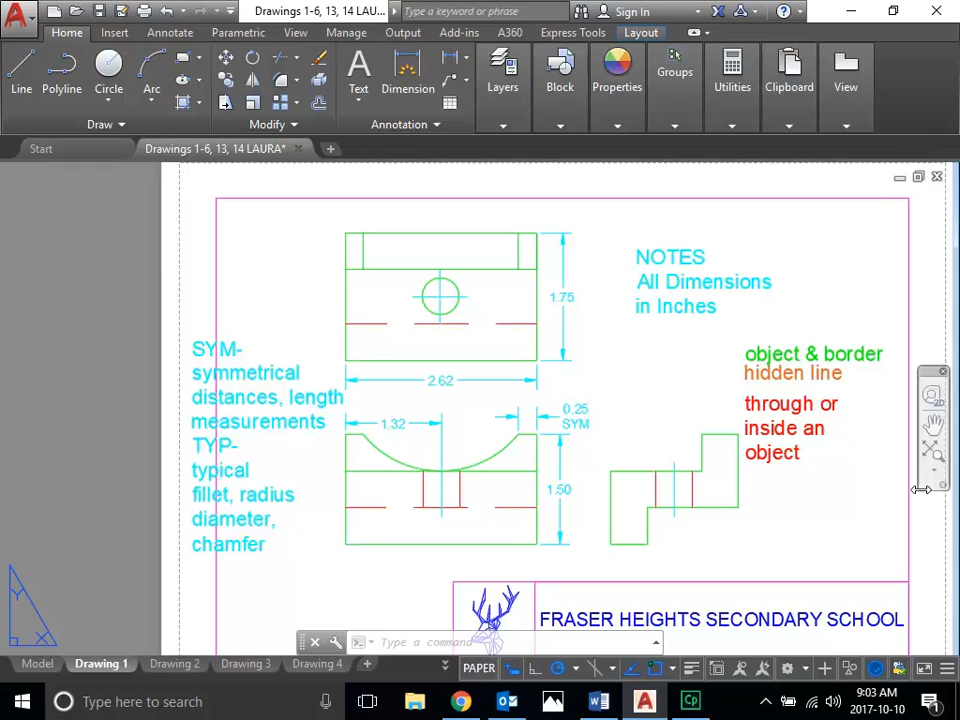 Drawings 1-6, 13, 14 LAU...
Type a keyword or phrase
Sign In
Home Insert Annotate Parametric View Manage Output Add-ins A360 Express Tools Layout
Line Polyline Circle Arc Text Dimension Layers Block Properties Groups Utilities Clipboard View
Draw Modify Annotation
Start
Drawings 1-6, 13, 14 LAURA*
NOTES
All Dimensions
in Inches
1.75
SYM-
symmetrical
distances, length
measurements
TYP-
typical
fillet, radius
diameter,
chamfer
2.62
object & border
hidden line
through or
inside an
object
1.32
0.25
SYM
1.50
2D
FRASER HEIGHTS SECONDARY SCHOOL
Y
X
Type a command
Model Drawing 1 Drawing 2 Drawing 3 Drawing 4
PAPER
Type here to search
9:03 AM
2017-10-10